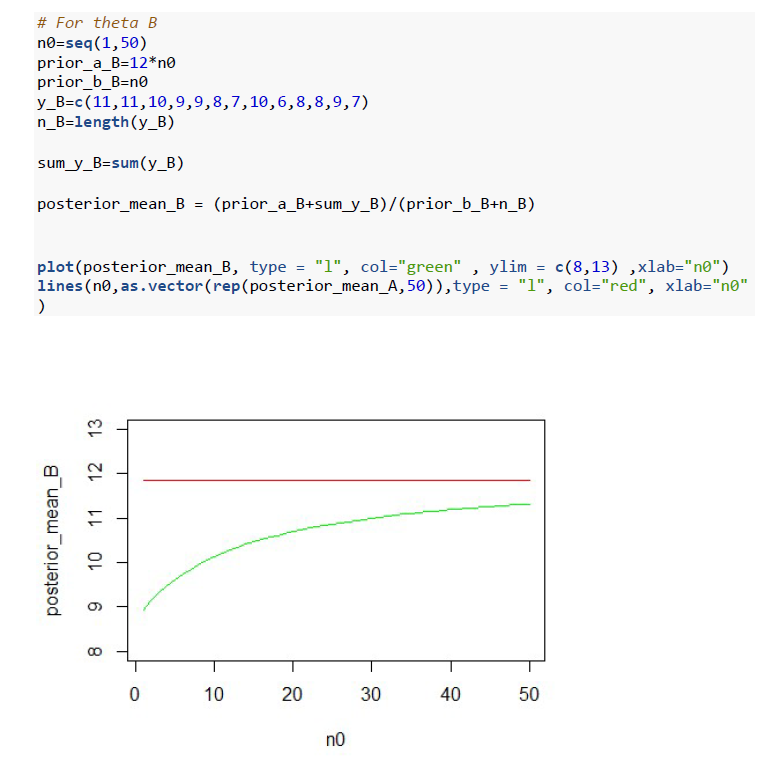 # For theta B
n0=seq(1,50)
prior_a_B=12*n0
prior_b_B=n0
y_B=c(11,11,10,9,9,8,7,10,6,8,8,9,7)
n_B=length(y_B)
sum_y_B=sum(y_B)
posterior_mean_B = (prior_a_B+sum_y_B)/(prior_b_B+n_B)
plot(posterior_mean_B, type = "l", col="green" , ylim = c(8,13) ,xlab="n0")
lines(n0,as.vector(rep(posterior_mean_A,50)),type = "l", col="red", xlab="n0"
)
posterior_mean_B
13
12
11
10
9
8
0 10 20 30 40 50
n0